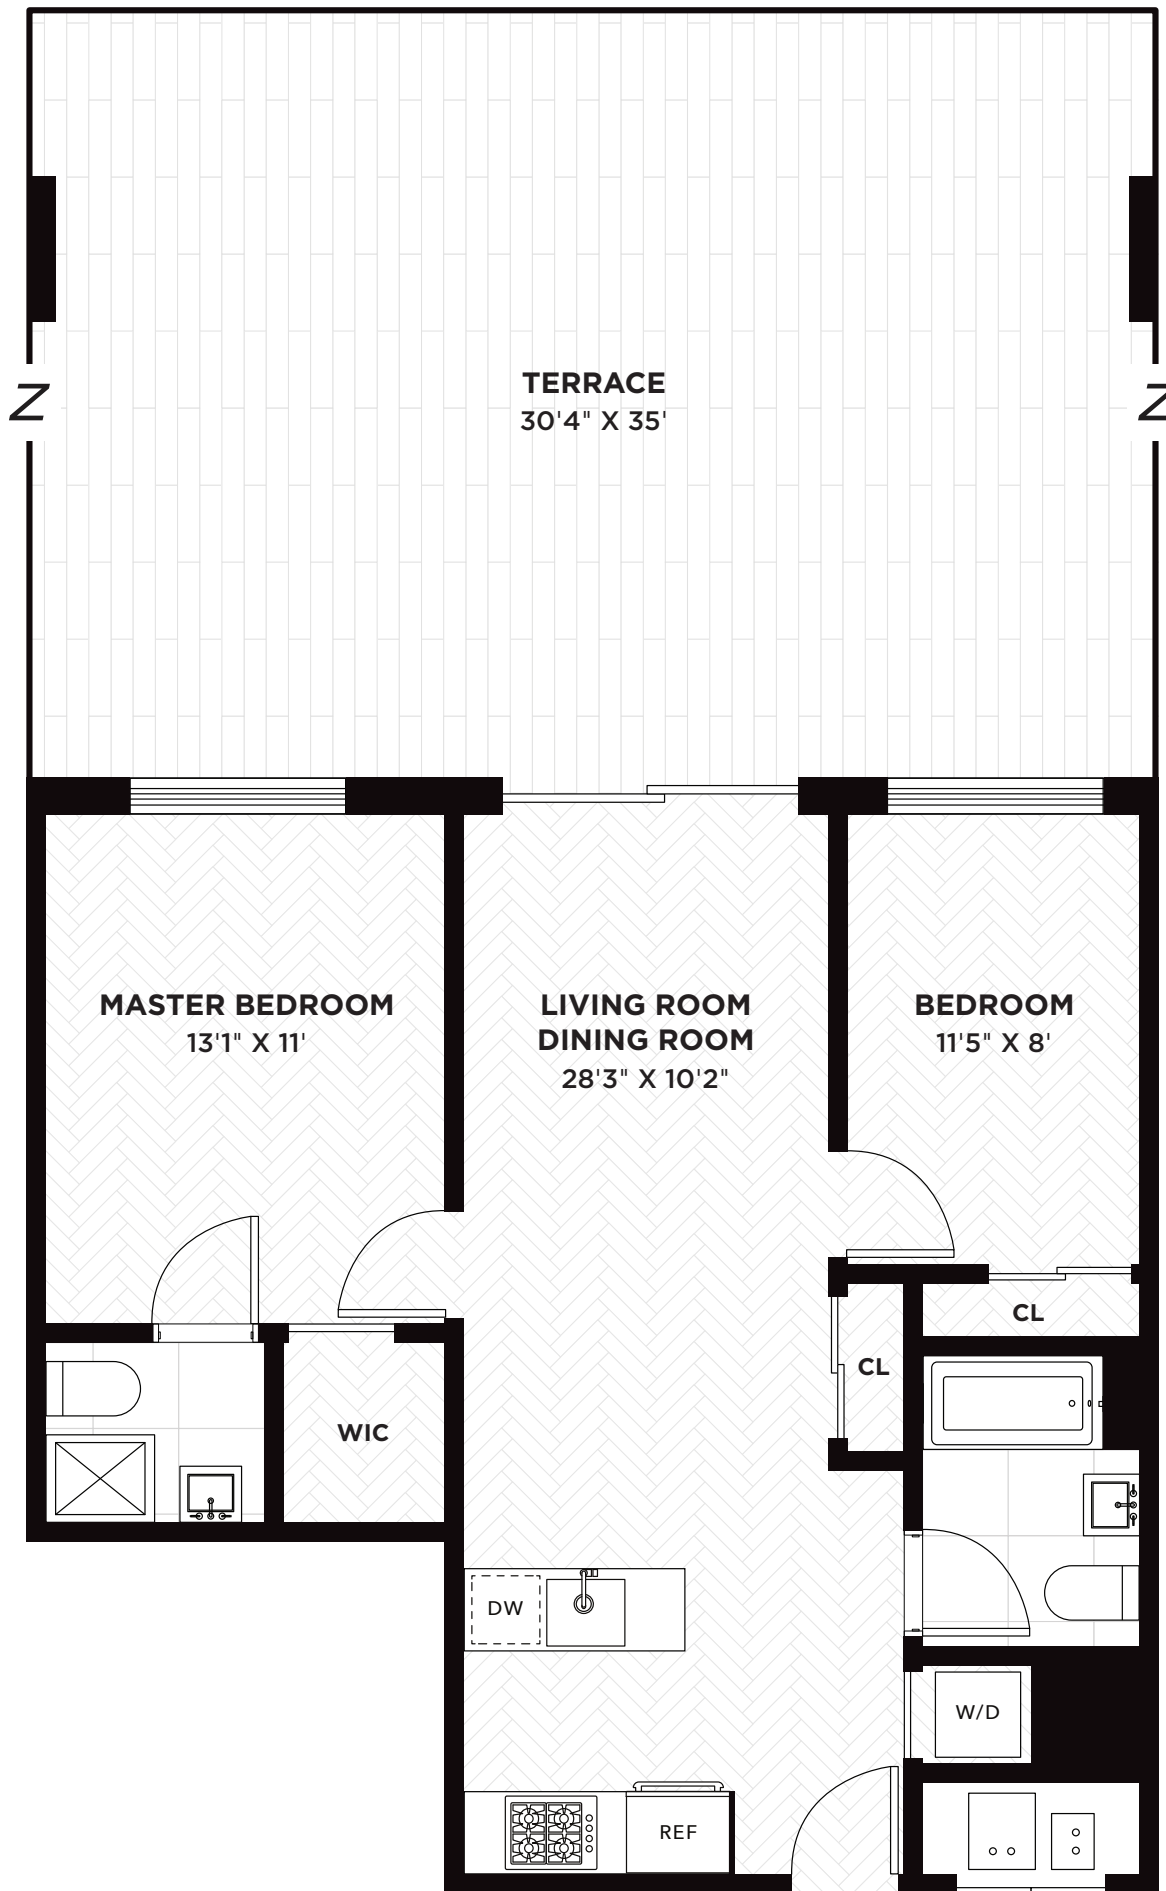 TERRACE
30'4" X 35'
MASTER BEDROOM
13'1" X 11'
LIVING ROOM
DINING ROOM
28'3" X 10'2"
BEDROOM
11'5" X 8'
CL
CL
WIC
DW
W/D
REF